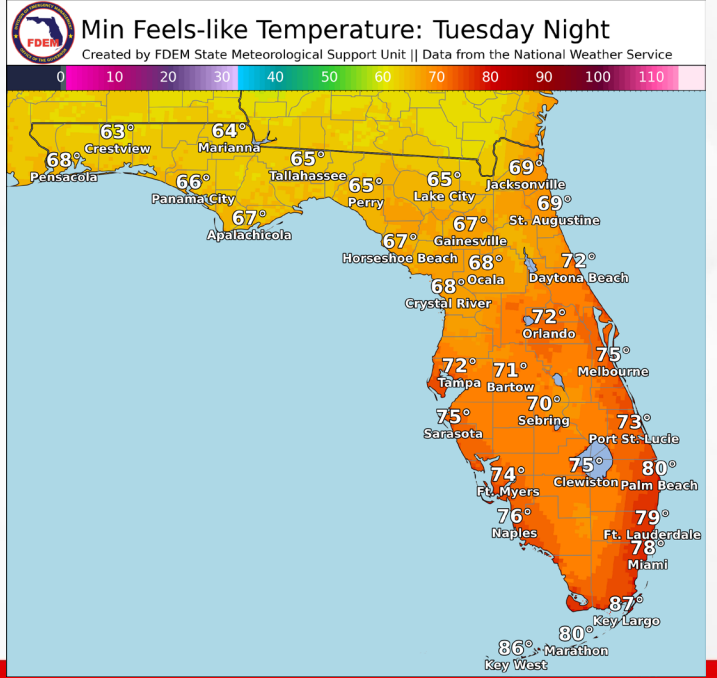 Min Feels-like Temperature: Tuesday Night
Created by FDEM State Meteorological Support Unit || Data from the National Weather Service
FDEM
0 10 20 30 40 50 60 70 80 90 100 110
63°
Crestview
64°
Marianna
68°
Pensacola
65°
Tallahassee
66°
Panama City
65°
Perry
65°
Lake City
69°
Jacksonville
67°
Apalachicola
69°
St. Augustine
67°
Gainesville
67°
Horseshoe Beach
68°
Ocala
72°
Daytona Beach
68°
Crystal River
72°
Orlando
75°
Melbourne
72°
Tampa
71°
Bartow
70°
Sebring
75°
Sarasota
73°
Port St. Lucie
75°
Clewiston
80°
Palm Beach
74°
Ft. Myers
76°
Naples
79°
Ft. Lauderdale
78°
Miami
87°
Key Largo
80°
Marathon
86°
Key West